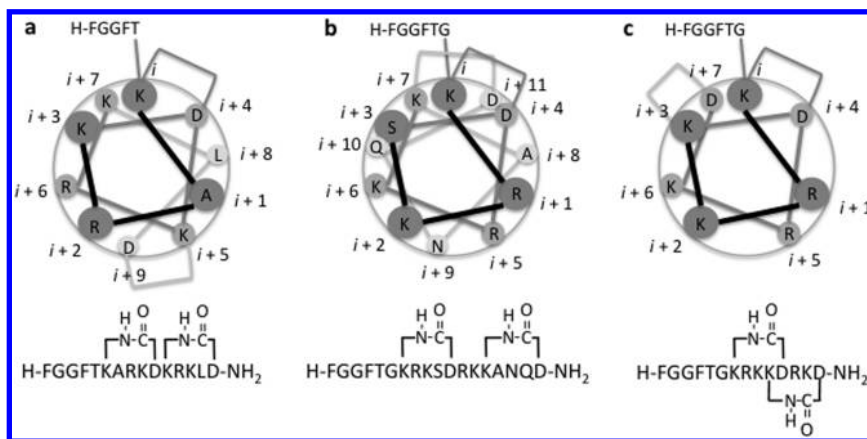 a
H-FGGFT
i
K
i + 7
K
i + 3
K
D
i + 4
L
i + 8
i + 6
R
A
i + 1
R
i + 2
D
K
i + 5
i + 9
H O
N-C
H-FGGFTKARKDKRKLD-NH2
H O
N-C
b
H-FGGFTG
i
K
i + 7
K
D
i + 11
i + 3
S
D
i + 4
i + 10
Q
A
i + 8
i + 6
K
R
i + 1
K
i + 2
N
R
i + 5
i + 9
H O
N-C
H O
N-C
H-FGGFTGKRKSDRKKANQD-NH2
c
H-FGGFTG
i
K
i + 7
D
i + 3
K
D
i + 4
i + 6
K
R
i + 1
K
i + 2
R
i + 5
H O
N-C
H-FGGFTGKRKKDRKD-NH2
N-C
H O